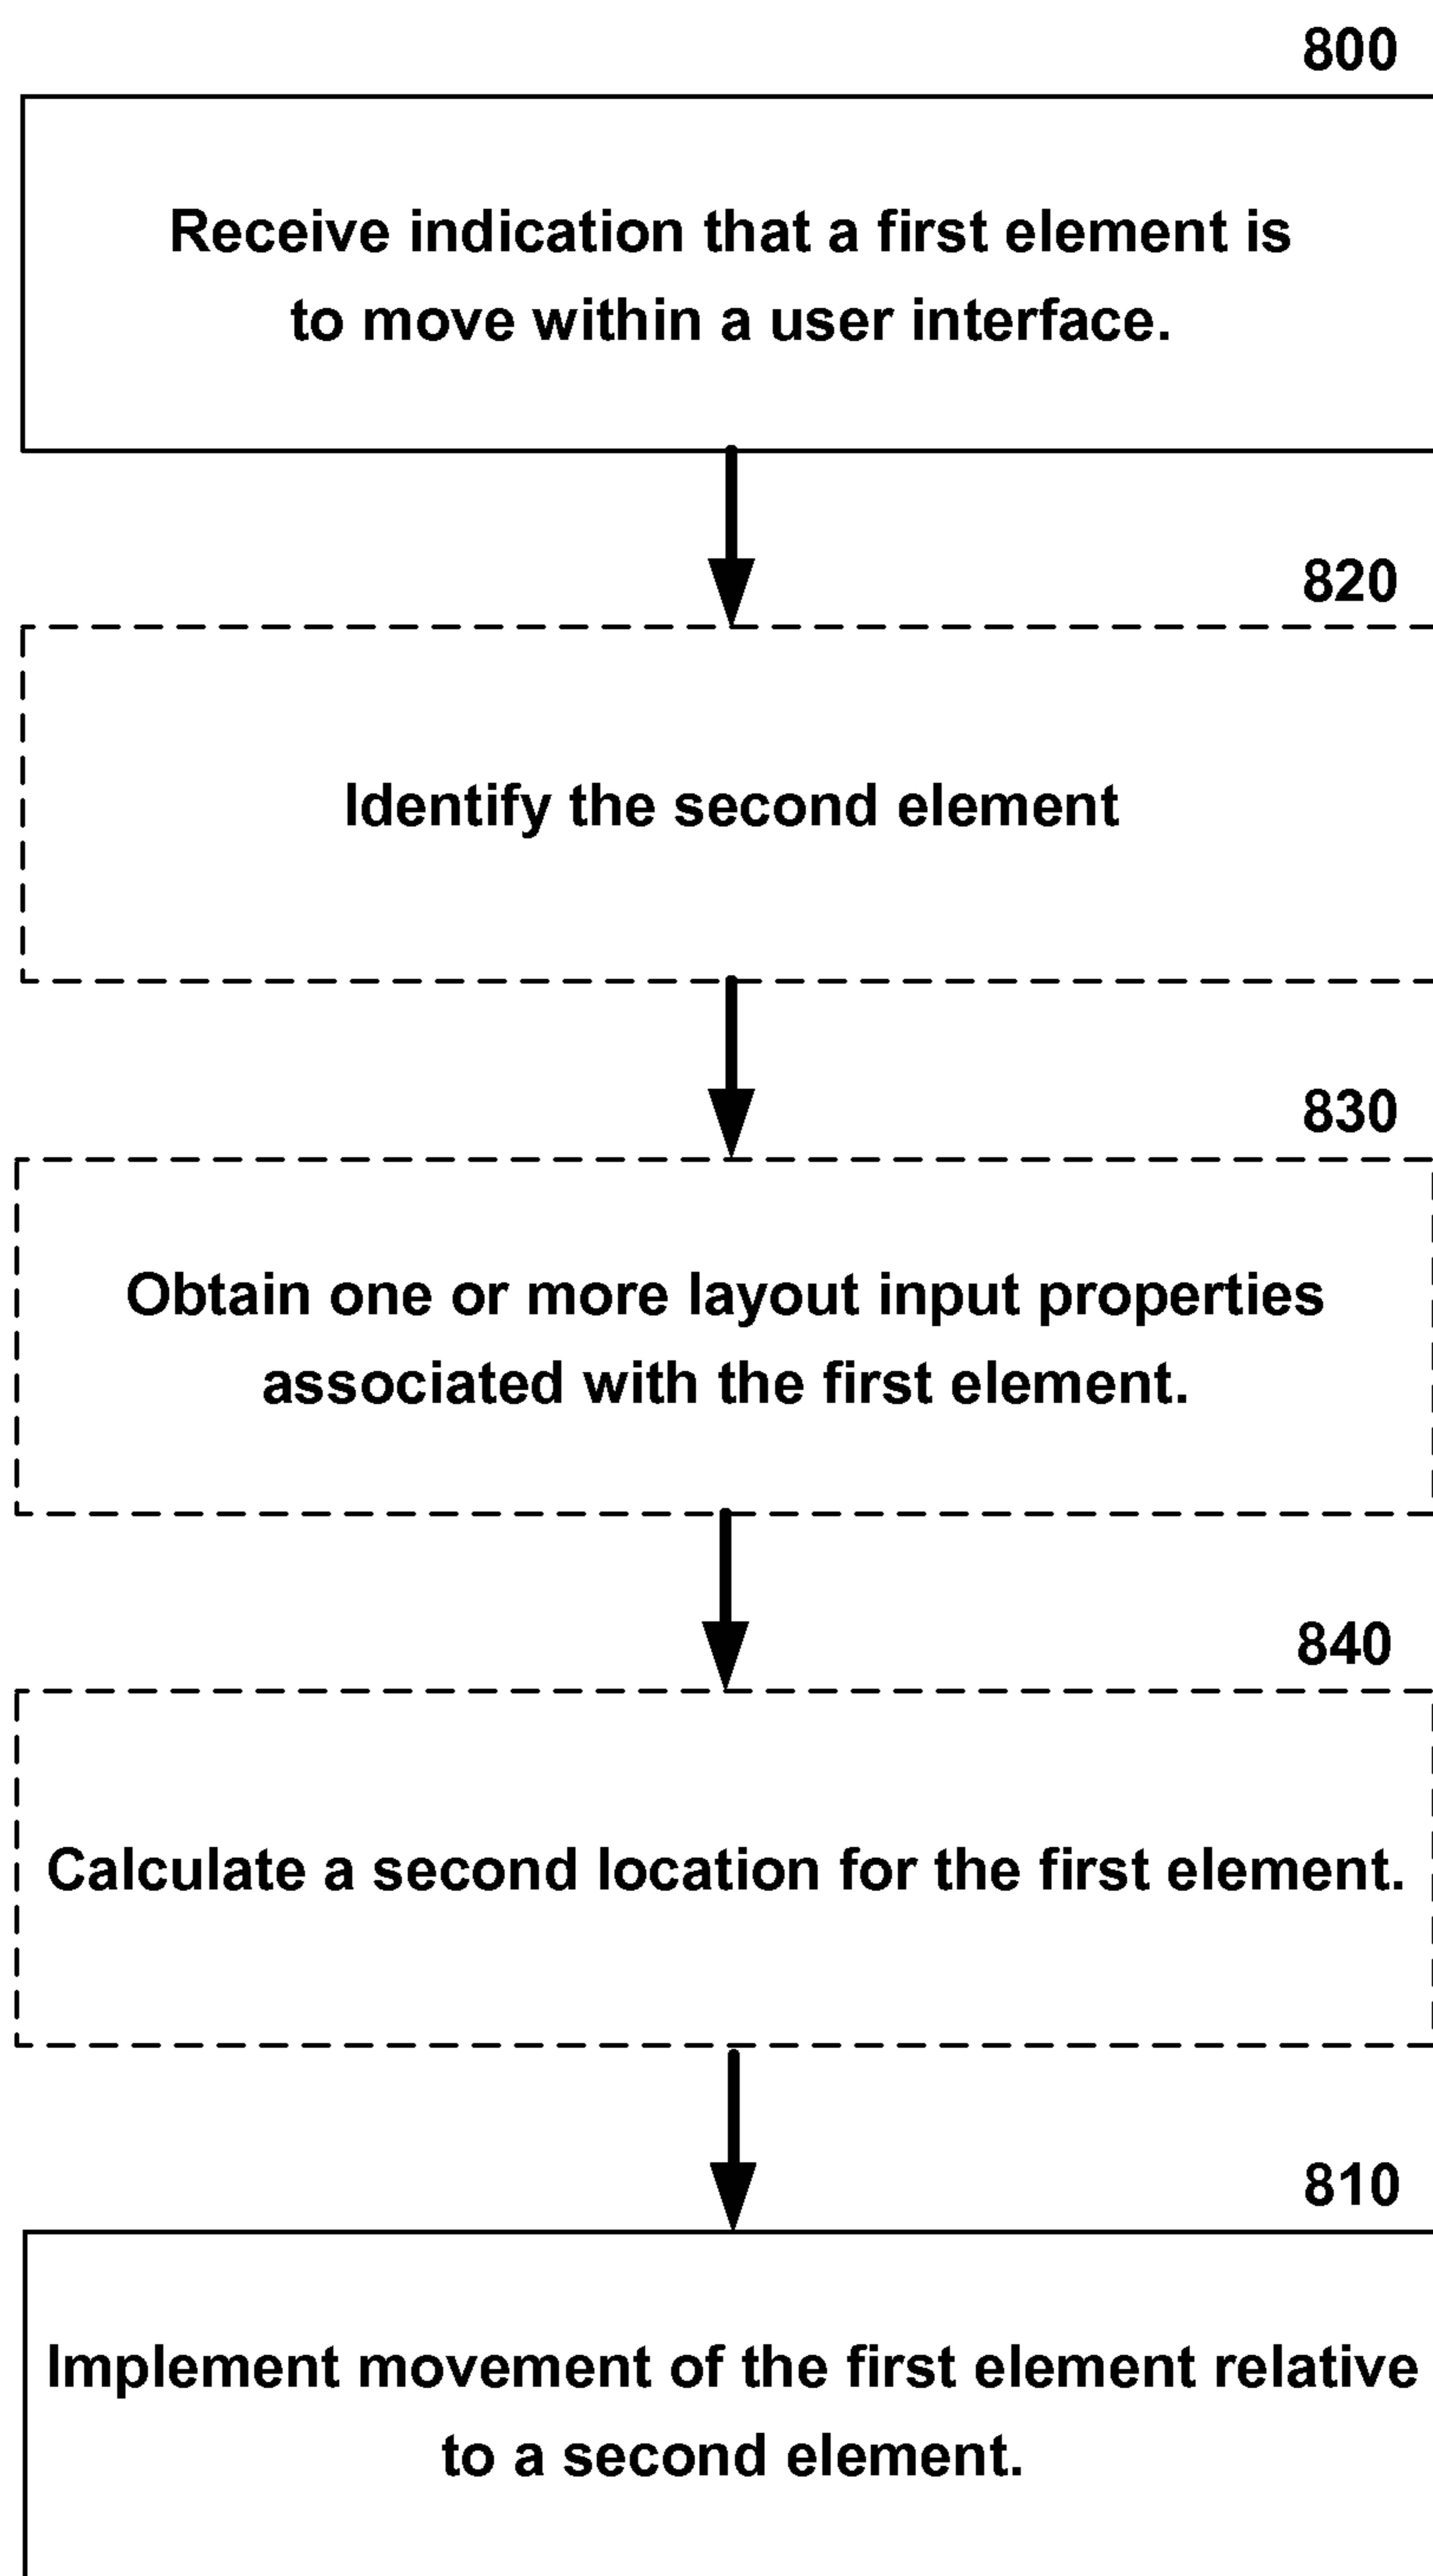 800
Receive indication that a first element is
to move within a user interface.
820
Identify the second element
830
Obtain one or more layout input properties
associated with the first element.
840
Calculate a second location for the first element.
810
Implement movement of the first element relative
to a second element.